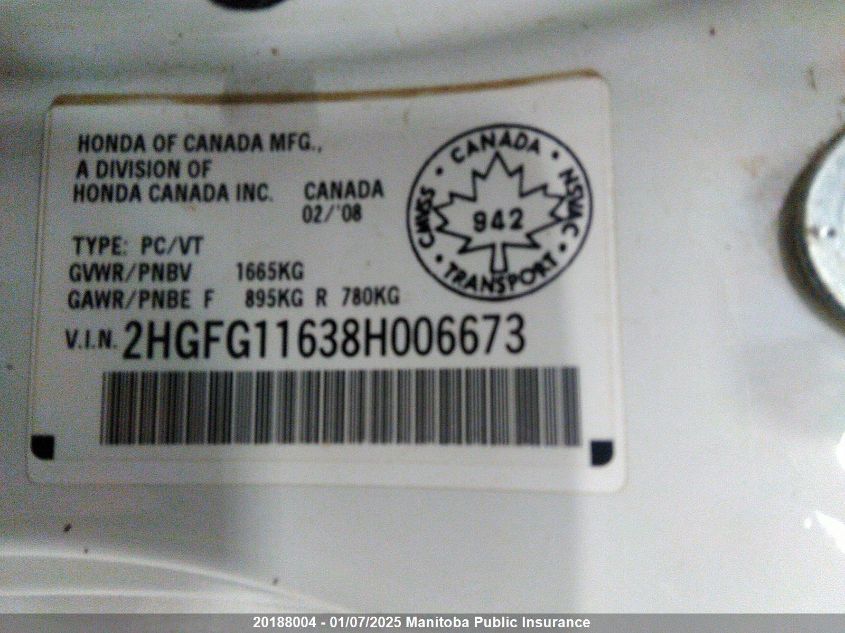 HONDA OF CANADA MFG.,
A DIVISION OF
HONDA CANADA INC. CANADA
02/'08
TYPE: PC/VT
GVWR/PNBV 1665KG
GAWR/PNBE F 895KG R 780KG
V.I.N. 2HGFG11638H006673
CANADA
CMVSS 942 NSVAC
TRANSPORT
20188004 - 01/07/2025 Manitoba Public Insurance